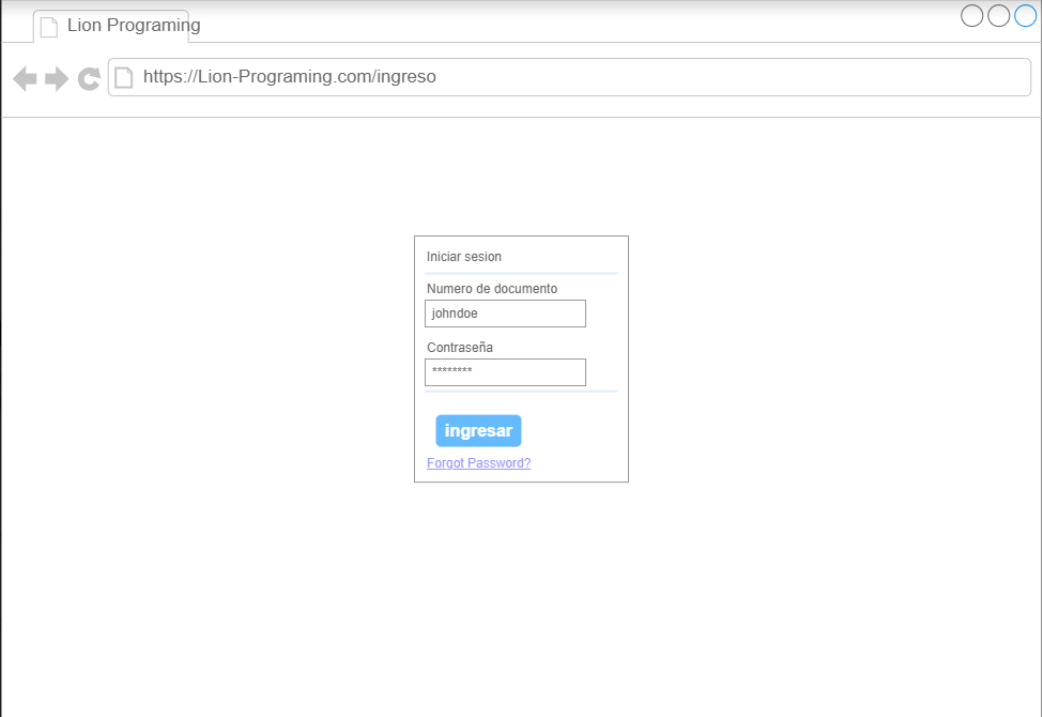 Lion Programing
https://Lion-Programing.com/ingreso
Iniciar sesion
Numero de documento
johndoe
Contraseña
********
ingresar
Forgot Password?